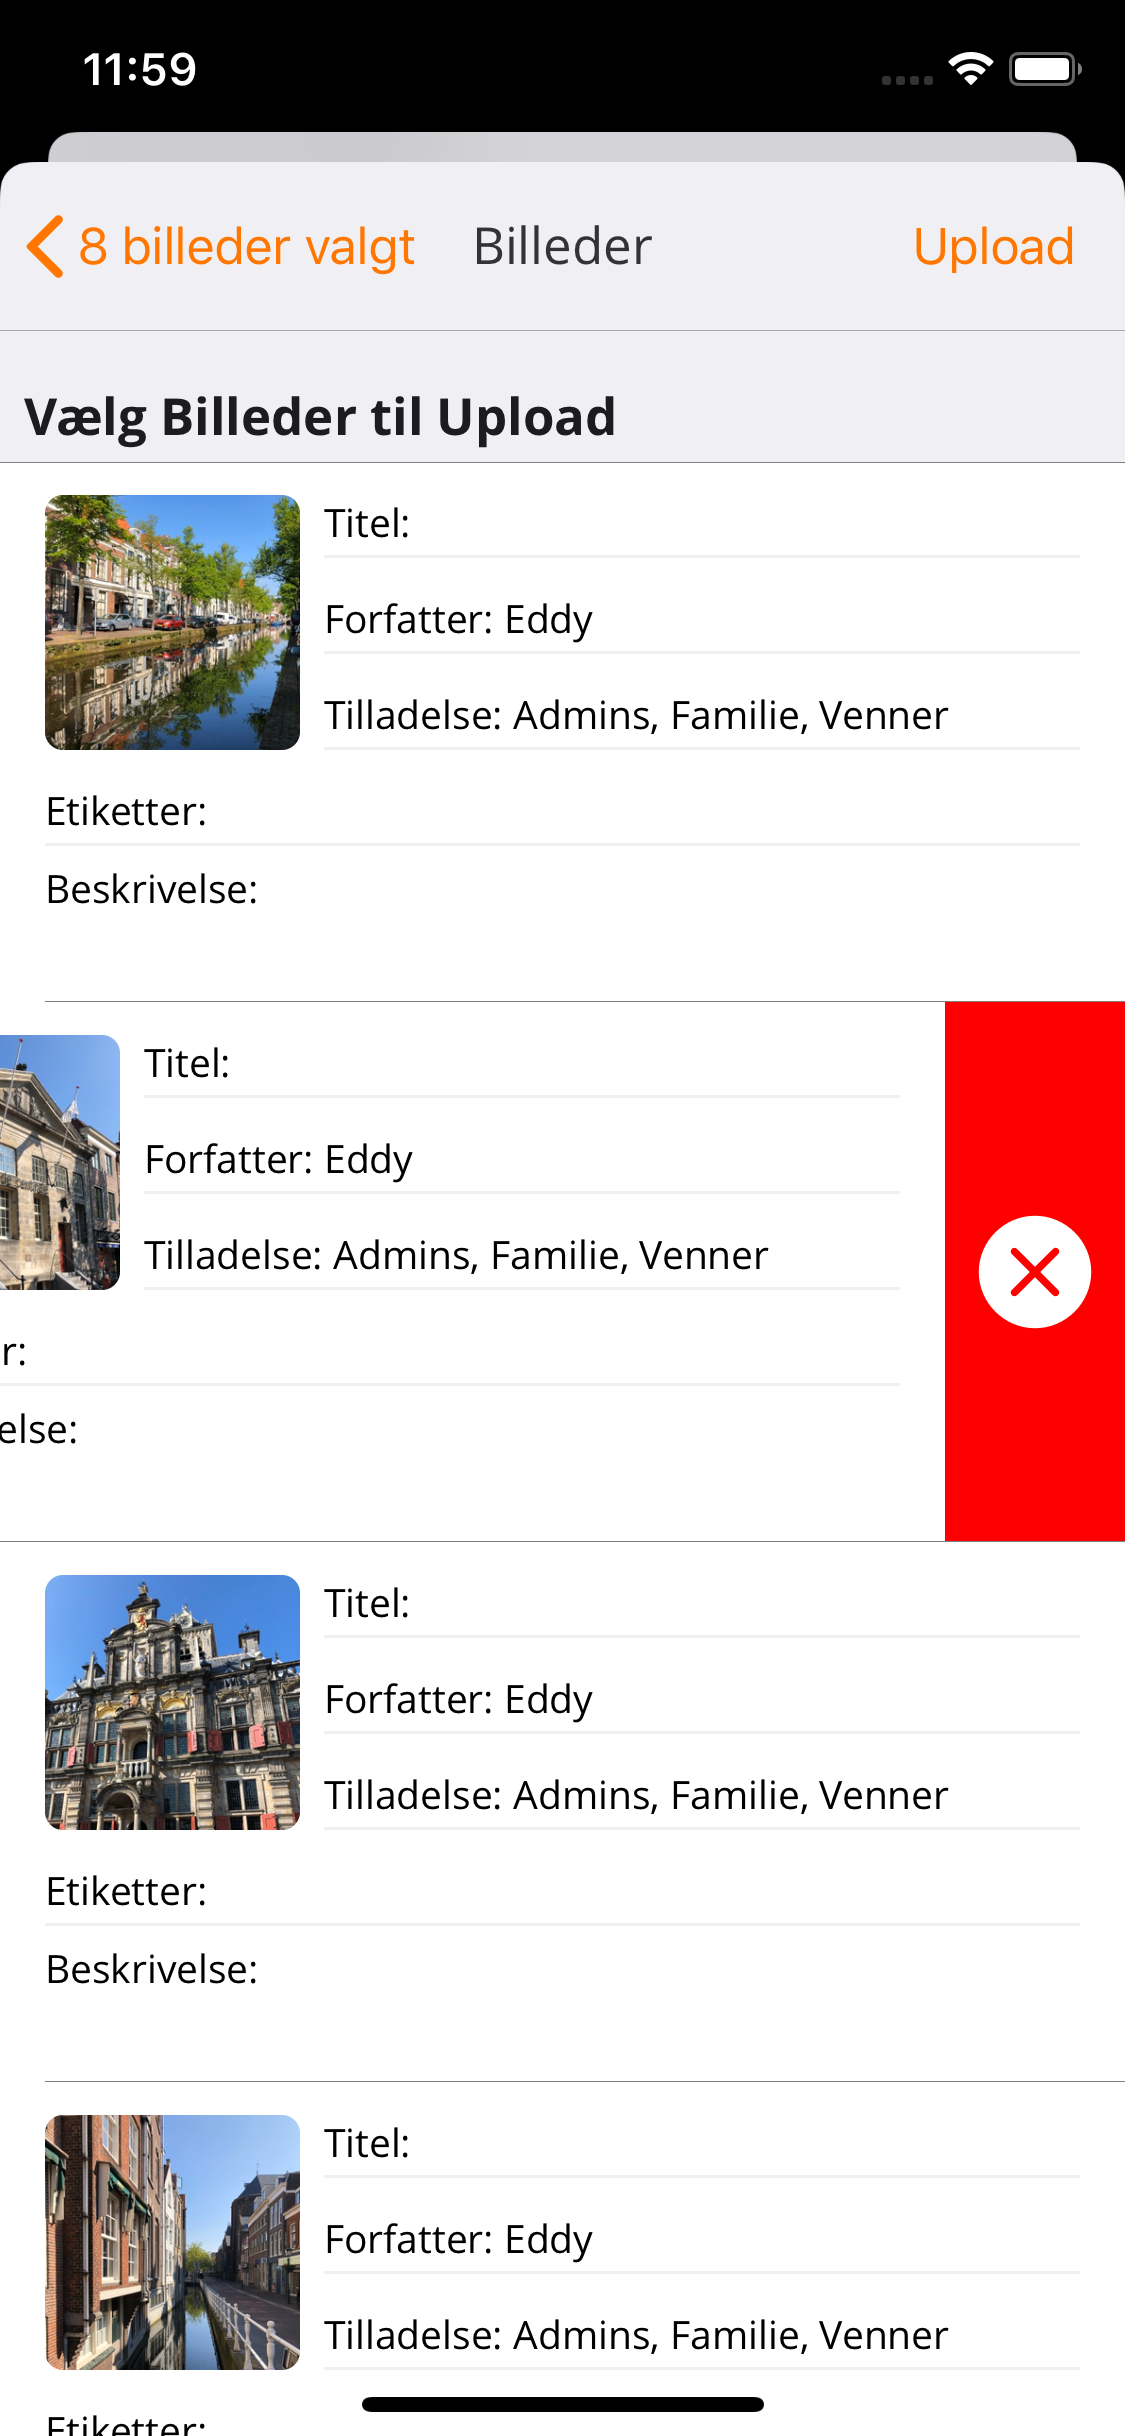 11:59
8 billeder valgt Billeder Upload
Vælg Billeder til Upload
Titel:
Forfatter: Eddy
Tilladelse: Admins, Familie, Venner
Etiketter:
Beskrivelse:
Titel:
Forfatter: Eddy
Tilladelse: Admins, Familie, Venner
r:
else:
Titel:
Forfatter: Eddy
Tilladelse: Admins, Familie, Venner
Etiketter:
Beskrivelse:
Titel:
Forfatter: Eddy
Tilladelse: Admins, Familie, Venner
Etiketter: